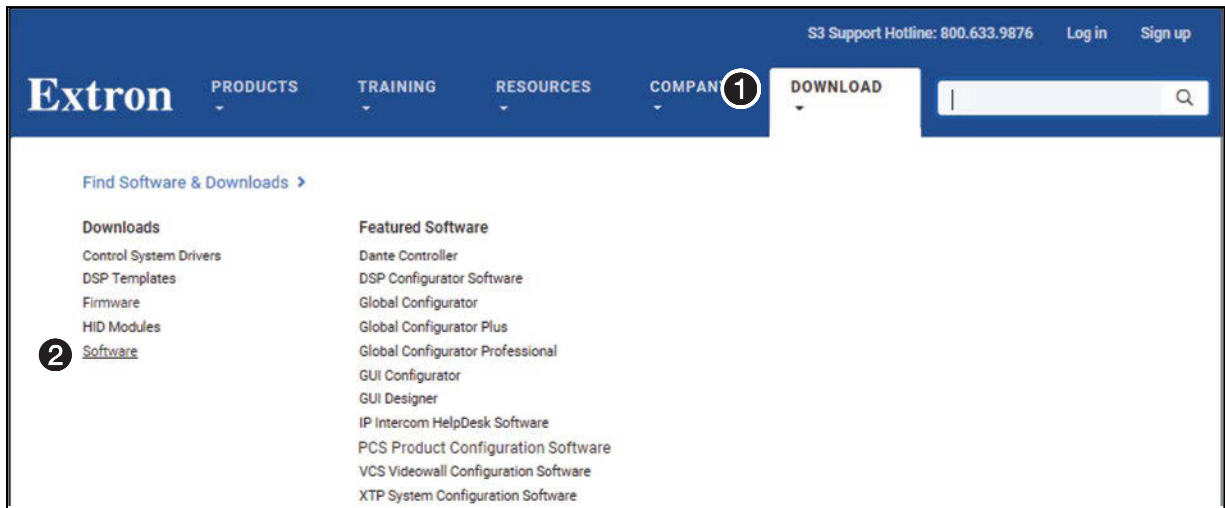 S3 Support Hotline: 800.633.9876 Log in Sign up
Extron PRODUCTS TRAINING RESOURCES COMPANY 1 DOWNLOAD
Find Software & Downloads >
Downloads
Control System Drivers
DSP Templates
Firmware
HID Modules
2 Software
Featured Software
Dante Controller
DSP Configurator Software
Global Configurator
Global Configurator Plus
Global Configurator Professional
GUI Configurator
GUI Designer
IP Intercom HelpDesk Software
PCS Product Configuration Software
VCS Videowall Configuration Software
XTP System Configuration Software